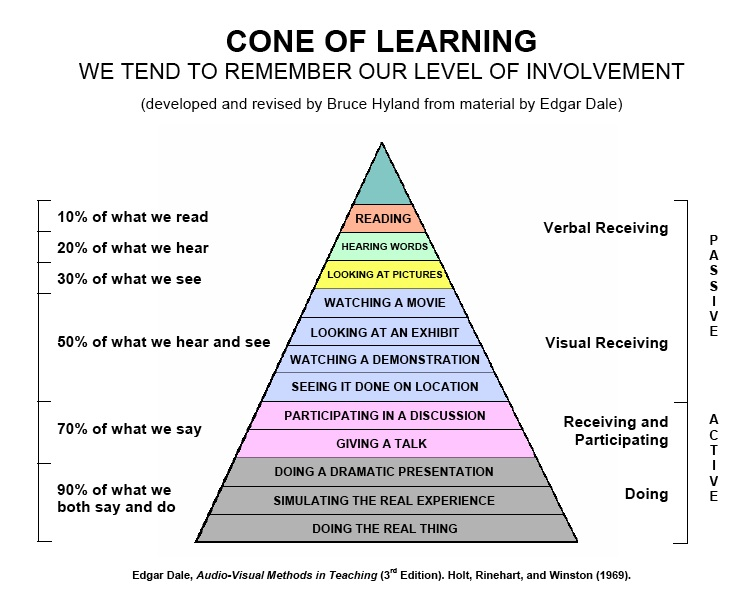 CONE OF LEARNING
WE TEND TO REMEMBER OUR LEVEL OF INVOLVEMENT
(developed and revised by Bruce Hyland from material by Edgar Dale)
10% of what we read
20% of what we hear
30% of what we see
50% of what we hear and see
70% of what we say
90% of what we
both say and do
READING
HEARING WORDS
LOOKING AT PICTURES
WATCHING A MOVIE
LOOKING AT AN EXHIBIT
WATCHING A DEMONSTRATION
SEEING IT DONE ON LOCATION
PARTICIPATING IN A DISCUSSION
GIVING A TALK
DOING A DRAMATIC PRESENTATION
SIMULATING THE REAL EXPERIENCE
DOING THE REAL THING
Verbal Receiving
Visual Receiving
Receiving and
Participating
Doing
PASSIVE
ACTIVE
Edgar Dale, Audio-Visual Methods in Teaching (3rd Edition). Holt, Rinehart, and Winston (1969).